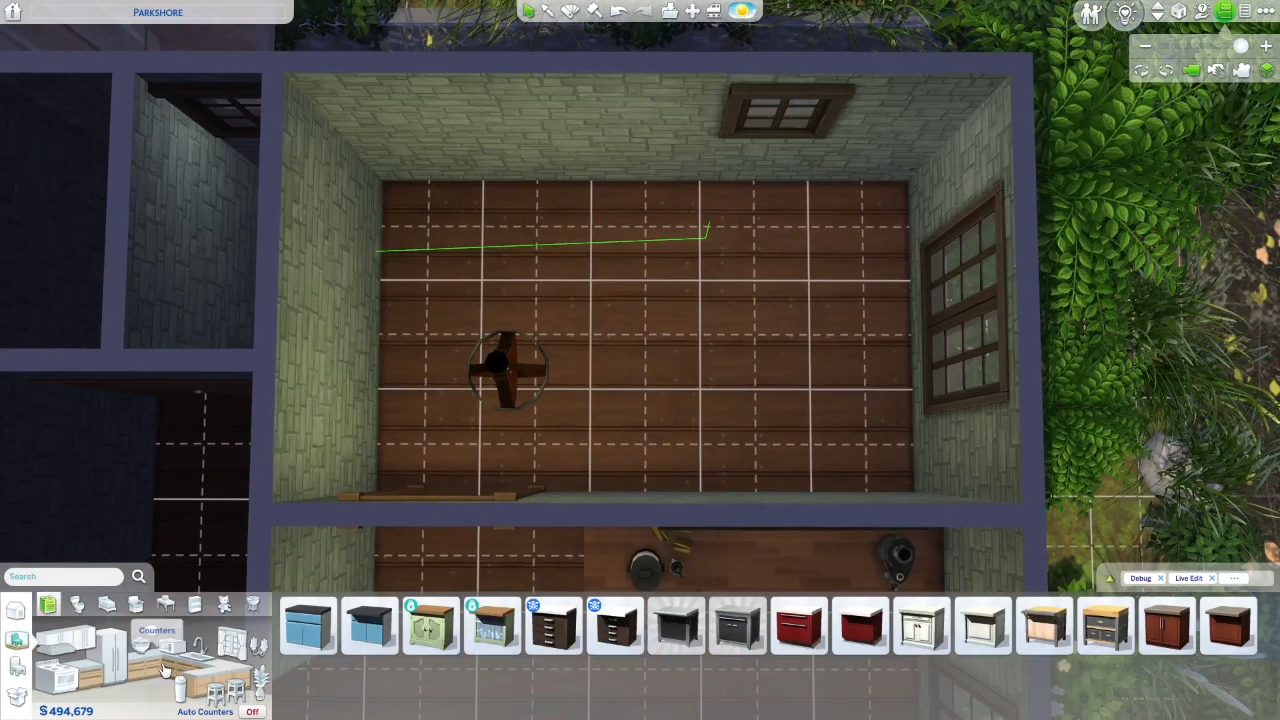 PARKSHORE
Debug
Live Edit
...
Search
Counters
§494,679
Auto Counters Off